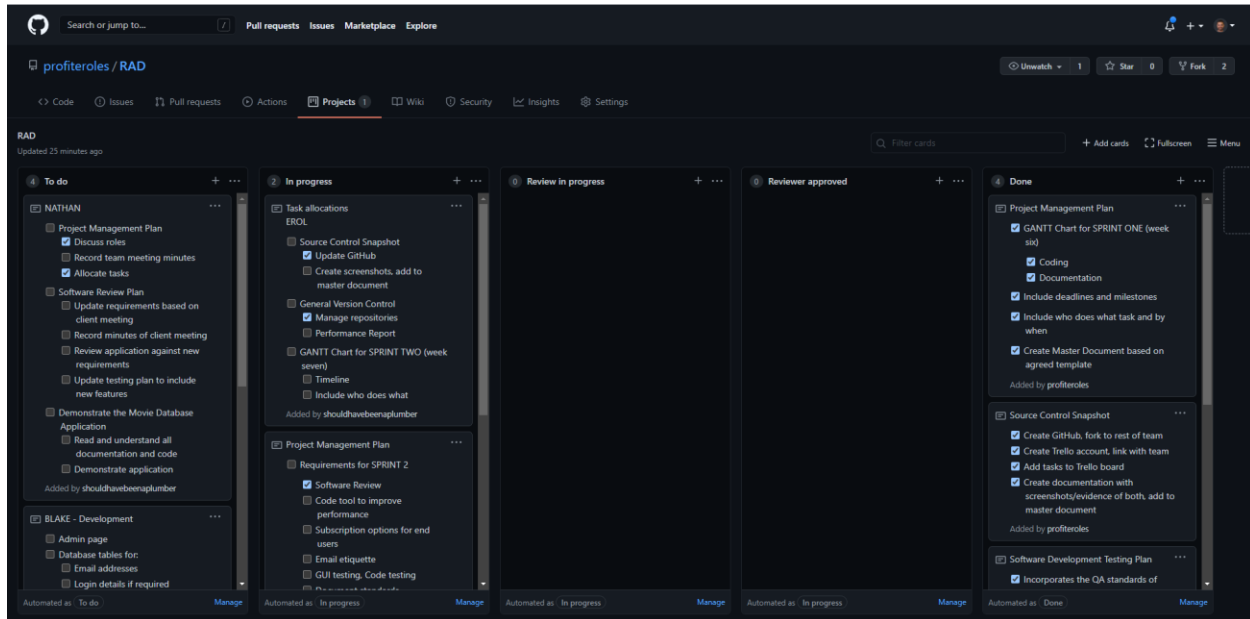 Search or jump to... /
Pull requests Issues Marketplace Explore
profiteroles / RAD
Unwatch 1 Star 0 Fork 2
Code Issues Pull requests Actions Projects 1 Wiki Security Insights Settings
RAD
Updated 25 minutes ago
Filter cards
+ Add cards Fullscreen Menu
4 To do
NATHAN
Project Management Plan
Discuss roles
Record team meeting minutes
Allocate tasks
Software Review Plan
Update requirements based on
client meeting
Record minutes of client meeting
Review application against new
requirements
Update testing plan to include
new features
Demonstrate the Movie Database
Application
Read and understand all
documentation and code
Demonstrate application
Added by shouldhavebeenaplumber
BLAKE - Development
Admin page
Database tables for:
Email addresses
Login details if required
Automated as To do Manage
2 In progress
Task allocations
EROL
Source Control Snapshot
Update GitHub
Create screenshots, add to
master document
General Version Control
Manage repositories
Performance Report
GANTT Chart for SPRINT TWO (week
seven)
Timeline
Include who does what
Added by shouldhavebeenaplumber
Project Management Plan
Requirements for SPRINT 2
Software Review
Code tool to improve
performance
Subscription options for end
users
Email etiquette
GUI testing, Code testing
Document standards
Automated as In progress Manage
0 Review in progress
Automated as In progress Manage
0 Reviewer approved
Automated as In progress Manage
4 Done
Project Management Plan
GANTT Chart for SPRINT ONE (week
six)
Coding
Documentation
Include deadlines and milestones
Include who does what task and by
when
Create Master Document based on
agreed template
Added by profiteroles
Source Control Snapshot
Create GitHub, fork to rest of team
Create Trello account, link with team
Add tasks to Trello board
Create documentation with
screenshots/evidence of both, add to
master document
Added by profiteroles
Software Development Testing Plan
Incorporates the QA standards of
Automated as Done Manage